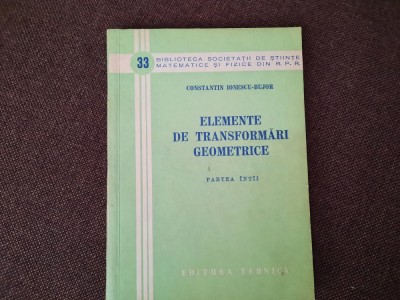 33
BIBLIOTECA SOCIETĂȚII DE ȘTIINȚE
MATEMATICE ȘI FIZICE DIN R. P. R.
CONSTANTIN IONESCU-BUJOR
ELEMENTE
DE TRANSFORMĂRI
GEOMETRICE
PARTEA ÎNTÎI
EDITURA TEHNICĂ